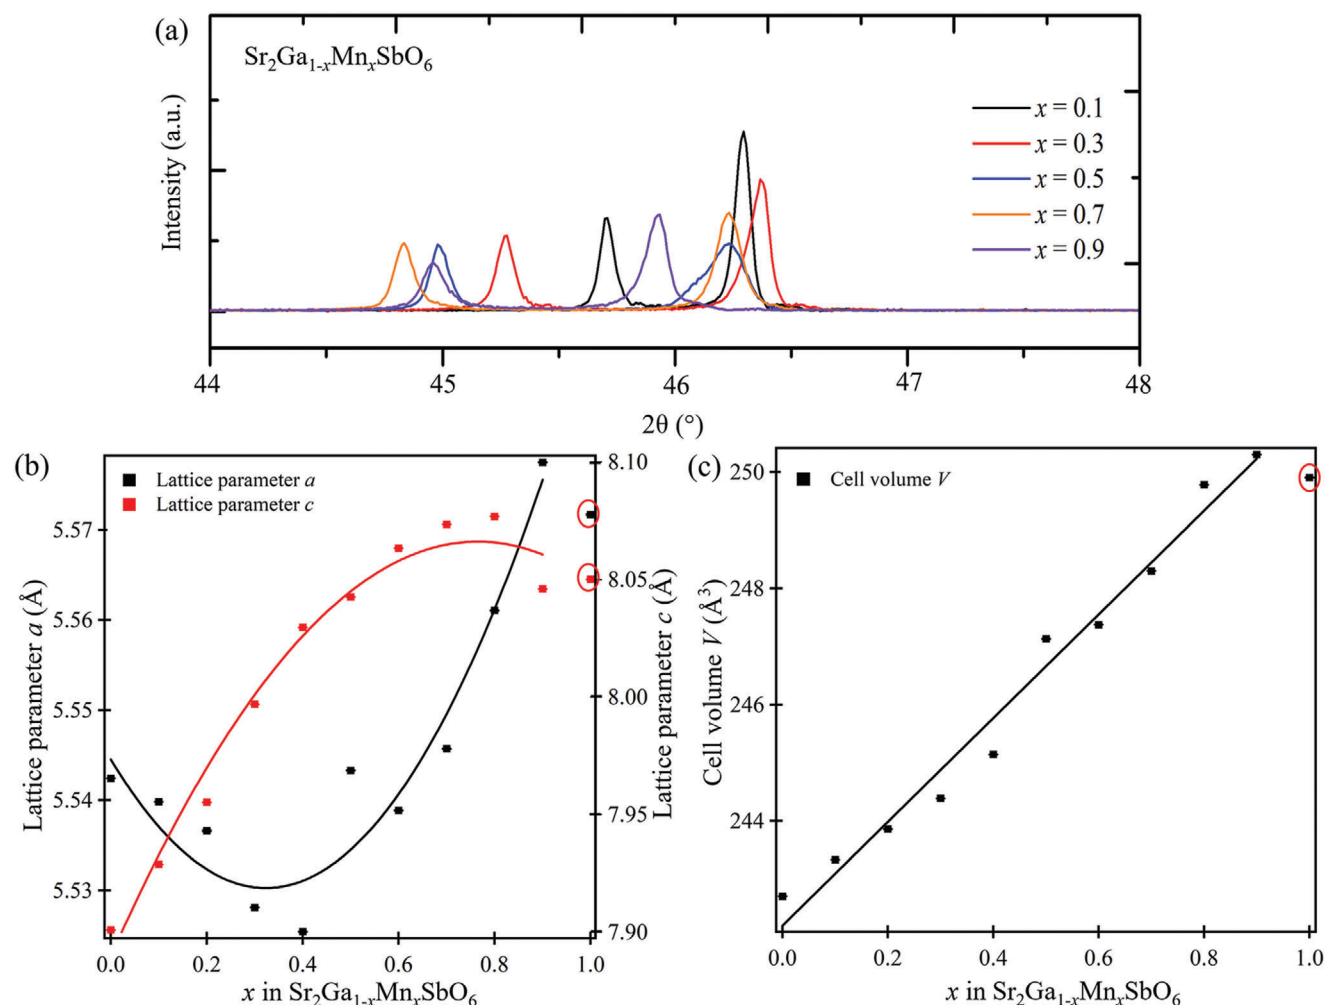 (a)
Sr₂Ga₁₋ₓMnₓSbO₆
Intensity (a.u.)
x = 0.1
x = 0.3
x = 0.5
x = 0.7
x = 0.9
44 45 46 47 48
2θ (°)
(b)
Lattice parameter a
Lattice parameter c
5.57
5.56
5.55
5.54
5.53
Lattice parameter a (Å)
8.10
8.05
8.00
7.95
7.90
Lattice parameter c (Å)
0.0 0.2 0.4 0.6 0.8 1.0
x in Sr₂Ga₁₋ₓMnₓSbO₆
(c)
Cell volume V
250
248
246
244
Cell volume V (Å³)
0.0 0.2 0.4 0.6 0.8 1.0
x in Sr₂Ga₁₋ₓMnₓSbO₆